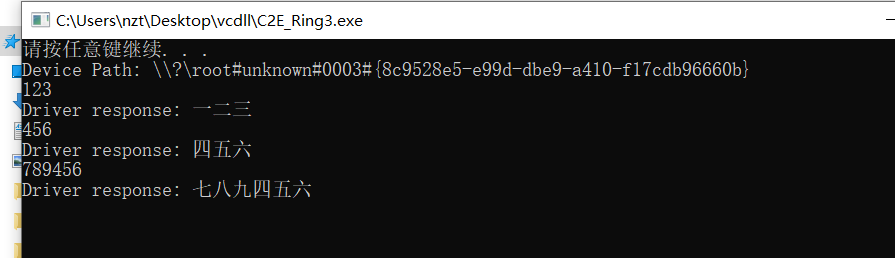 C:\Users\nzt\Desktop\vcdll\C2E_Ring3.exe
请按任意键继续. . .
Device Path: \\?\root#unknown#0003#{8c9528e5-e99d-dbe9-a410-f17cdb96660b}
123
Driver response: 一二三
456
Driver response: 四五六
789456
Driver response: 七八九四五六